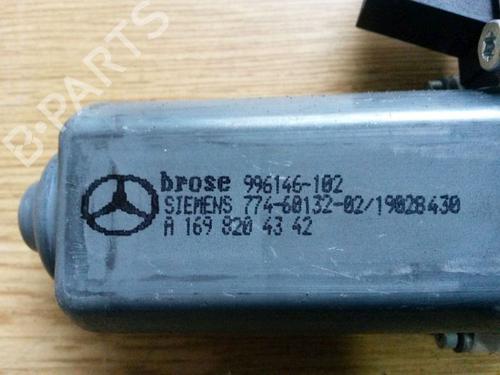 B-PARTS
brose 996146-102
SIEMENS 774-60132-02/19028430
A 169 820 43 42